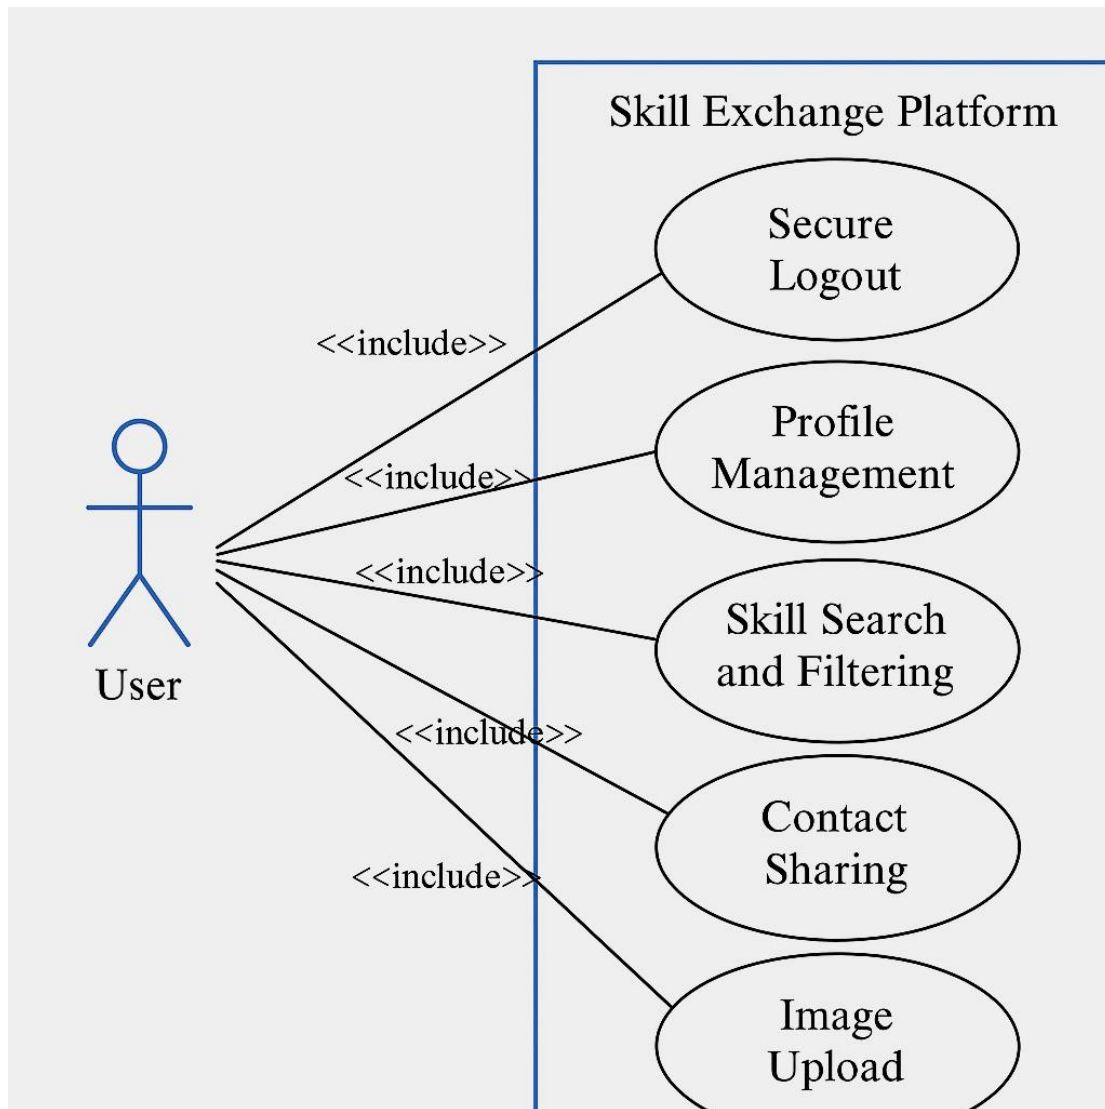 Skill Exchange Platform
Secure
Logout
<<include>>
Profile
Management
<<include>>
<<include>>
Skill Search
and Filtering
User
<<include>>
Contact
Sharing
<<include>>
Image
Upload